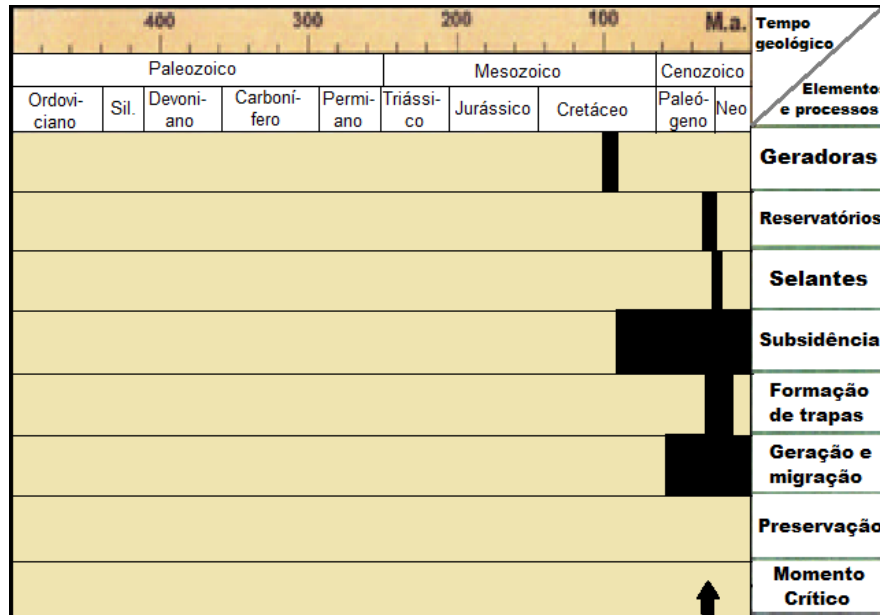 400 300 200 100 M.a.
Tempo
geológico
Elementos
e processos
Paleozoico Mesozoico Cenozoico
Ordovi-
ciano
Sil.
Devoni-
ano
Carboní-
fero
Permi-
ano
Triássi-
co
Jurássico
Cretáceo
Paleó-
geno
Neo
Geradoras
Reservatórios
Selantes
Subsidência
Formação
de trapas
Geração e
migração
Preservação
Momento
Crítico